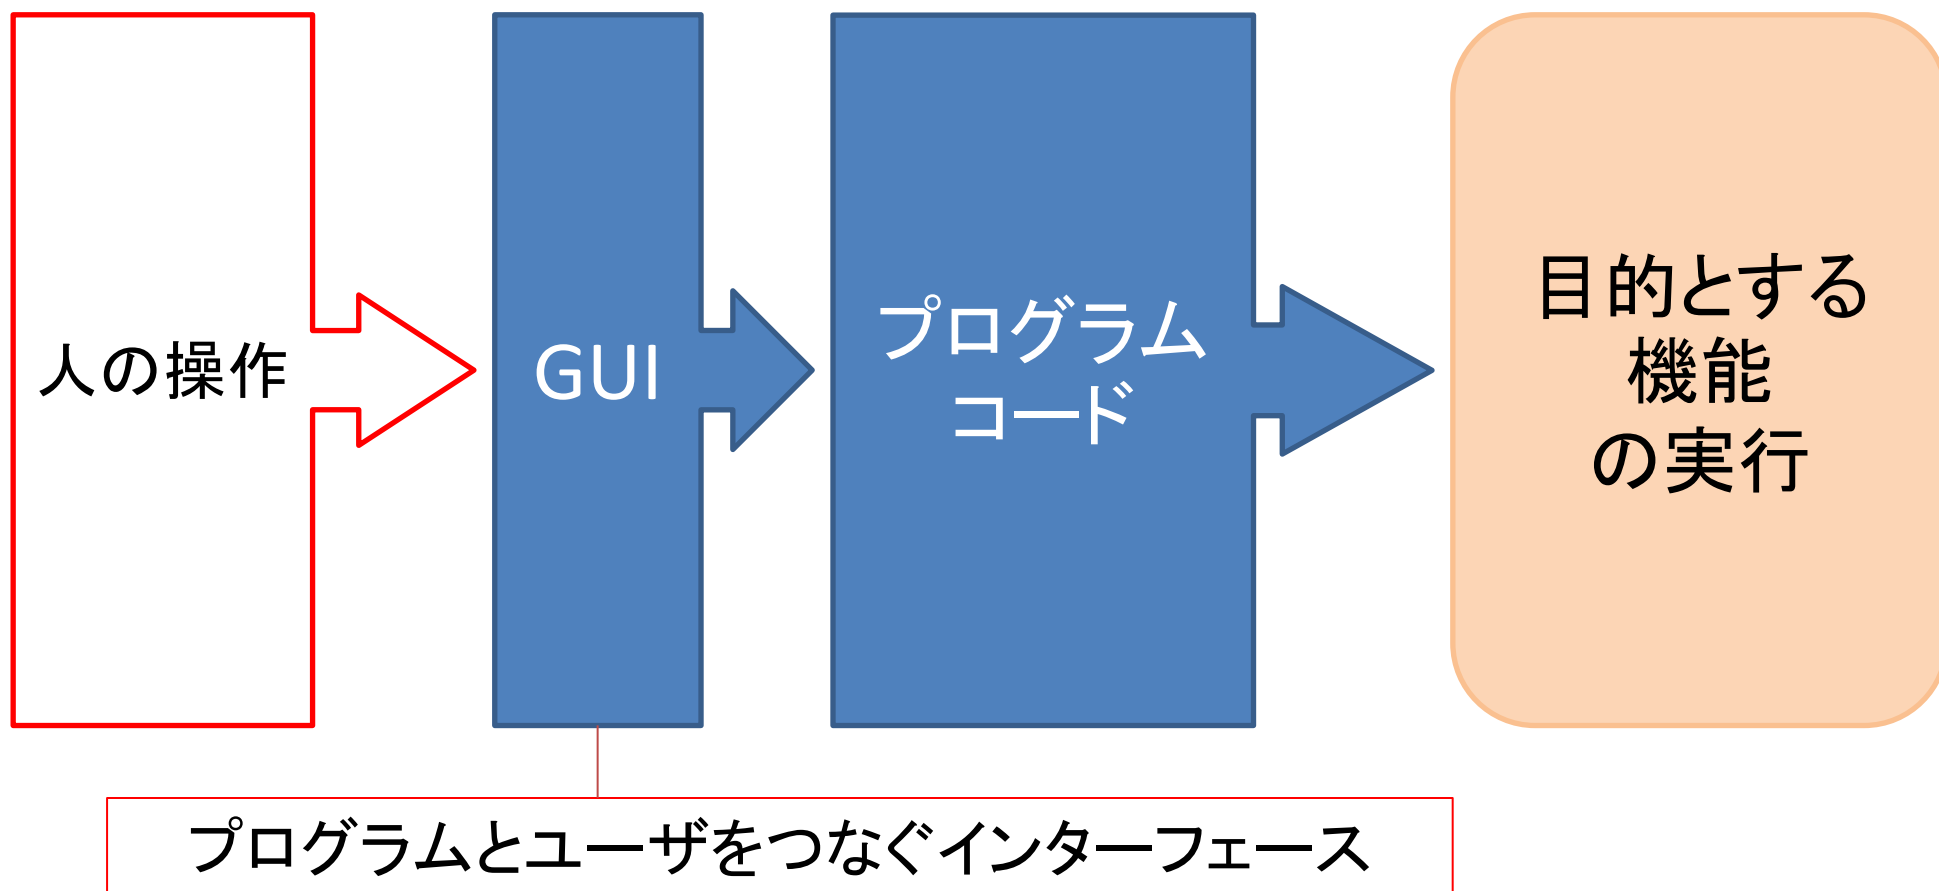 人の操作
GUI
プログラム
コード
目的とする
機能
の実行
プログラムとユーザをつなぐインターフェース